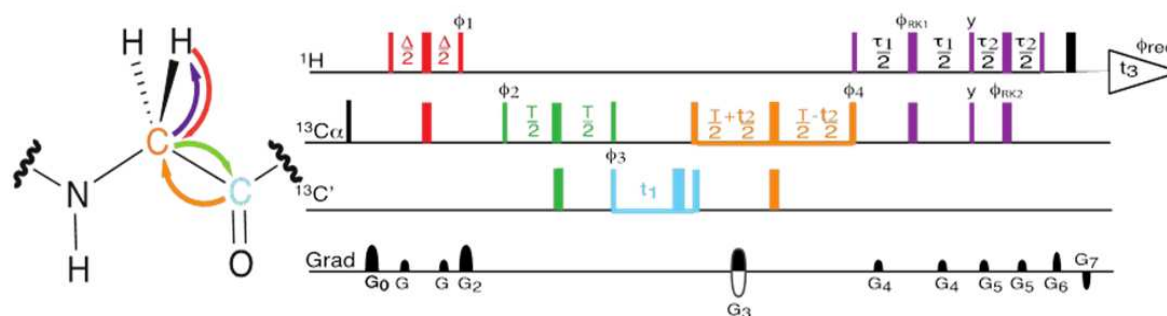 H H
C C
N
H O
ϕ1 ϕRK1 y ϕrec
¹H Δ/2 Δ/2 τ1/2 τ1/2 τ2/2 τ2/2 t3
ϕ2 ϕ4 y ϕRK2
¹³Cα T/2 T/2 T/2+t2/2 T/2-t2/2
ϕ3
¹³C' t1
Grad G7
G0 G G G2 G3 G4 G4 G5 G5 G6